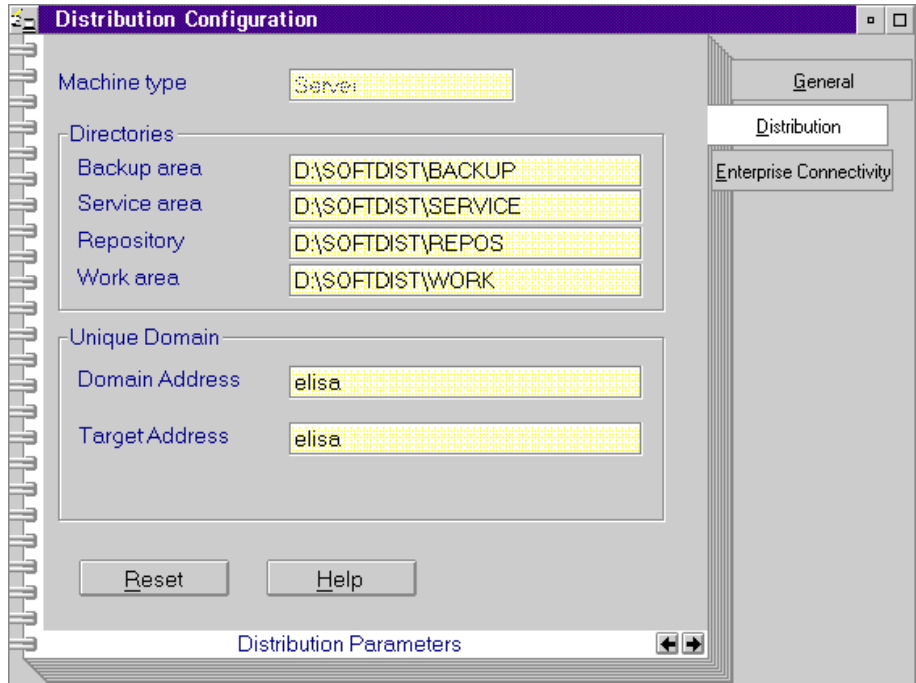 Distribution Configuration
Machine type Server
General
Distribution
Enterprise Connectivity
Directories
Backup area D:\SOFTDIST\BACKUP
Service area D:\SOFTDIST\SERVICE
Repository D:\SOFTDIST\REPOS
Work area D:\SOFTDIST\WORK
Unique Domain
Domain Address elisa
Target Address elisa
Reset Help
Distribution Parameters